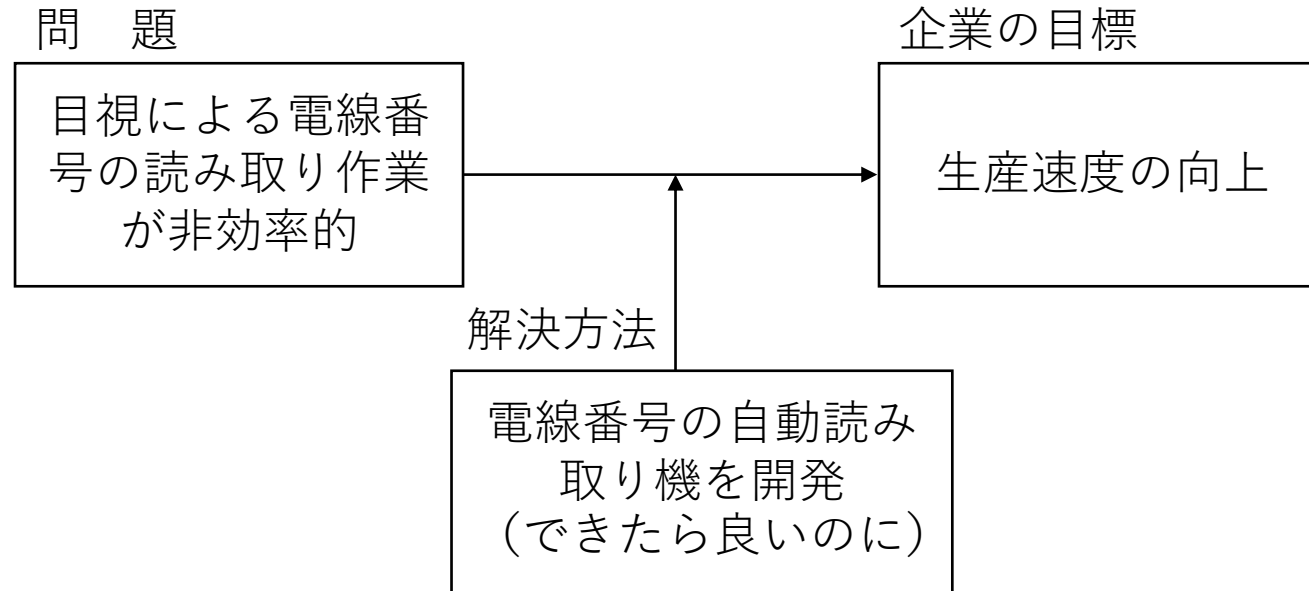 問　題
企業の目標
目視による電線番
号の読み取り作業
が非効率的
生産速度の向上
解決方法
電線番号の自動読み
取り機を開発
（できたら良いのに）